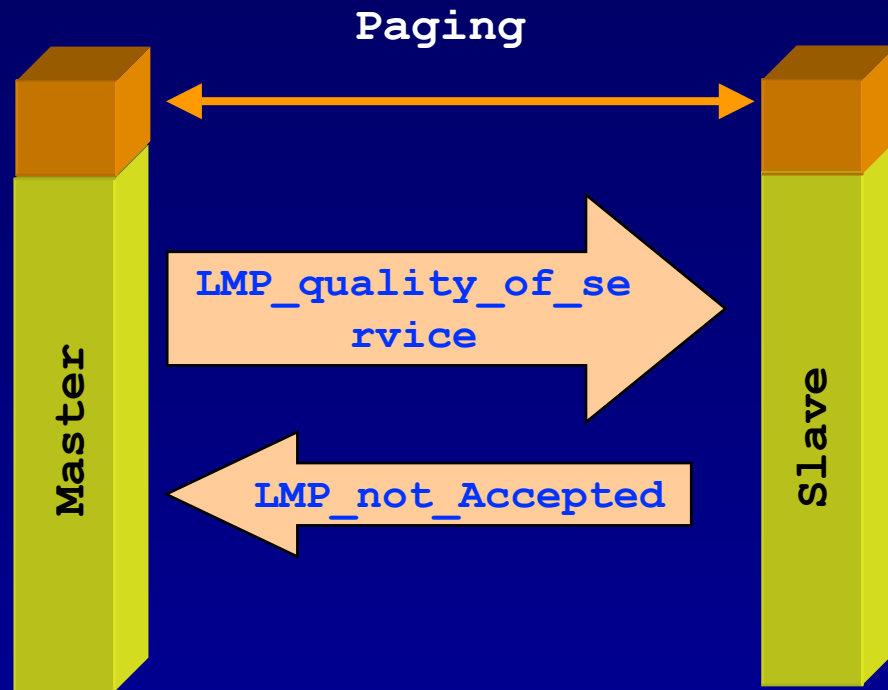 Paging
LMP_quality_of_se
rvice
Master
Slave
LMP_not_Accepted